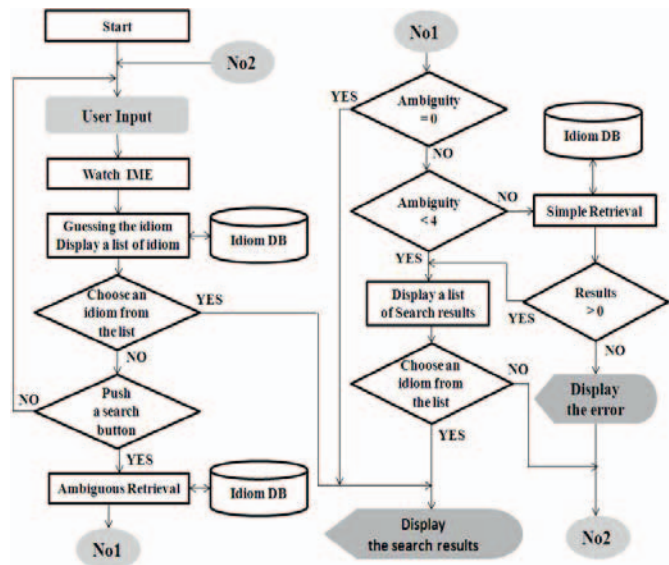 Start
No2
User Input
Watch IME
Guessing the idiom
Display a list of idiom
Idiom DB
Choose an
idiom from
the list
YES
NO
Push
a search
button
NO
YES
Ambiguous Retrieval
Idiom DB
No1
No1
YES
Ambiguity
= 0
NO
Idiom DB
Ambiguity
< 4
NO
Simple Retrieval
YES
Display a list
of Search results
Results
> 0
YES
NO
Choose an
idiom from
the list
NO
YES
Display
the error
Display
the search results
No2